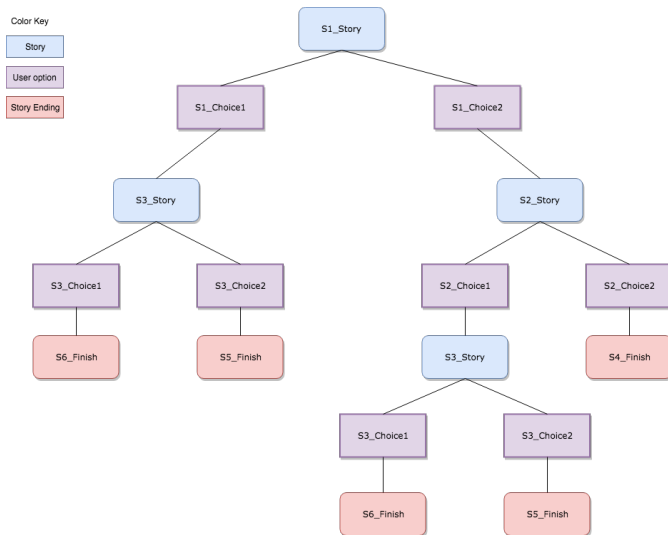 Color Key
Story
User option
Story Ending
S1_Story
S1_Choice1
S1_Choice2
S3_Story
S2_Story
S3_Choice1
S3_Choice2
S2_Choice1
S2_Choice2
S6_Finish
S5_Finish
S3_Story
S4_Finish
S3_Choice1
S3_Choice2
S6_Finish
S5_Finish